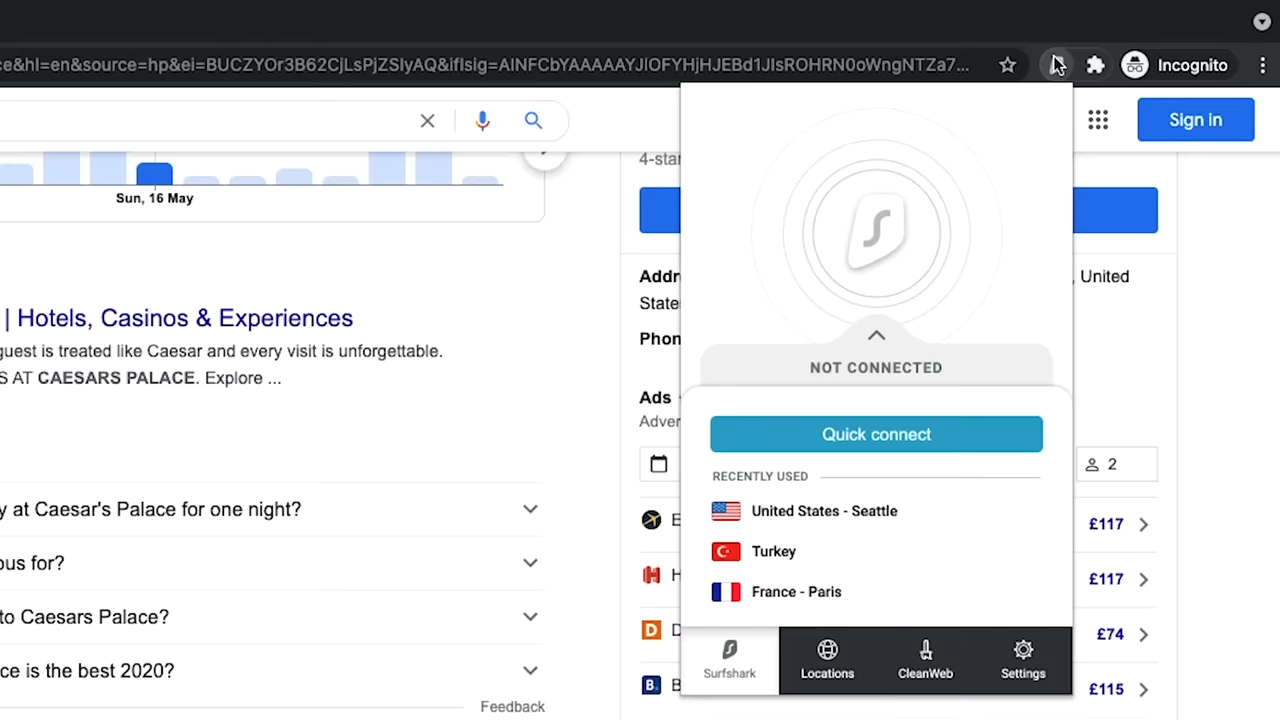 ce&hl=en&source=hp&ei=BUCZYOr3B62CjLsPjZSIyAQ&iflsig=AINFCbYAAAAAYJIOFYHjHJEBd1JIsROHRN0oWngNTZa7...
Incognito
Sign in
Sun, 16 May
4-star
| Hotels, Casinos & Experiences
guest is treated like Caesar and every visit is unforgettable.
S AT CAESARS PALACE. Explore ...
y at Caesar's Palace for one night?
ous for?
to Caesars Palace?
ce is the best 2020?
Feedback
Addr
, United
State
Phon
Ads
Adver
2
E
£117
H
£117
D
£74
B.
B
£115
NOT CONNECTED
Quick connect
RECENTLY USED
United States - Seattle
Turkey
France - Paris
Surfshark
Locations
CleanWeb
Settings